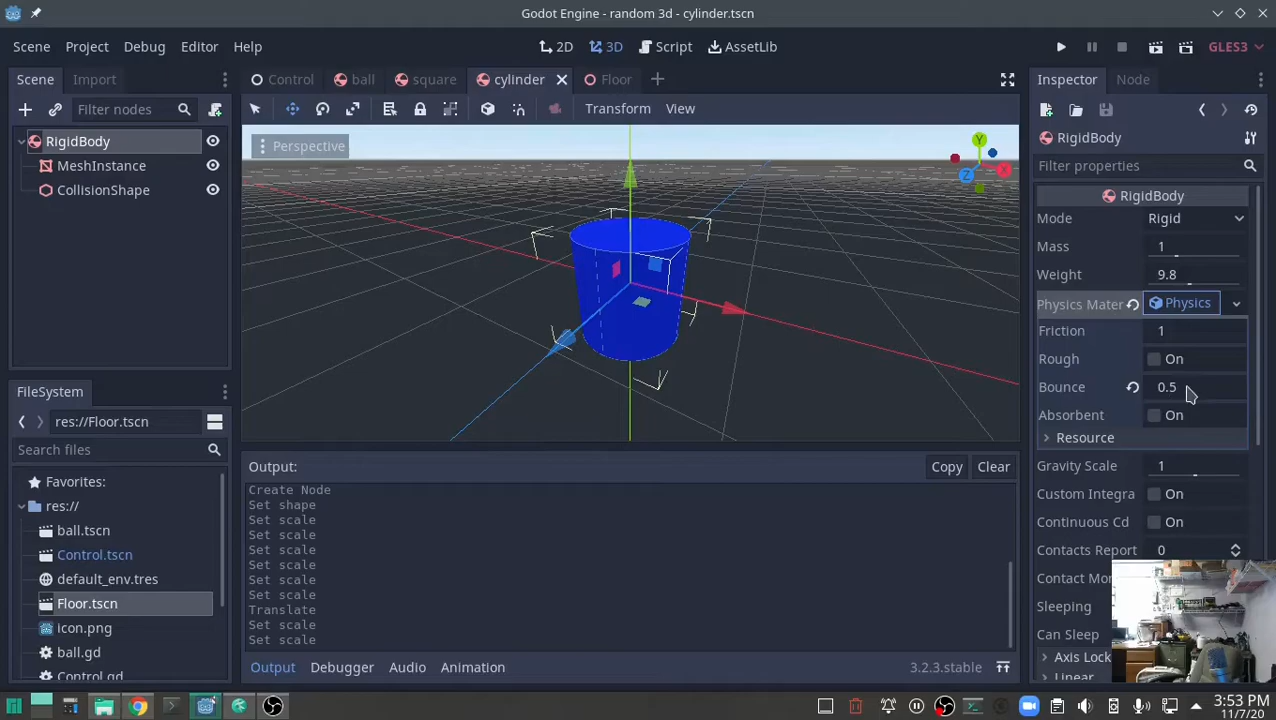 Godot Engine - random 3d - cylinder.tscn
Scene Project Debug Editor Help
2D 3D Script AssetLib
GLES3
Scene Import
Control ball square cylinder Floor
Inspector Node
Filter nodes
Transform View
RigidBody
MeshInstance
CollisionShape
Perspective
Y
X
Z
RigidBody
Filter properties
RigidBody
Mode Rigid
Mass 1
Weight 9.8
Physics Mater Physics
Friction 1
Rough On
Bounce 0.5
Absorbent On
Resource
Gravity Scale 1
Custom Integra On
Continuous Cd On
Contacts Report 0
Contact Mo
Sleeping
Can Sleep
Axis Lock
Linear
FileSystem
res://Floor.tscn
Search files
Favorites:
res://
ball.tscn
Control.tscn
default_env.tres
Floor.tscn
icon.png
ball.gd
Control.gd
Output:
Copy Clear
Create Node
Set shape
Set scale
Set scale
Set scale
Set scale
Set scale
Set scale
Translate
Set scale
Set scale
Output Debugger Audio Animation
3.2.3.stable
3:53 PM
11/7/20